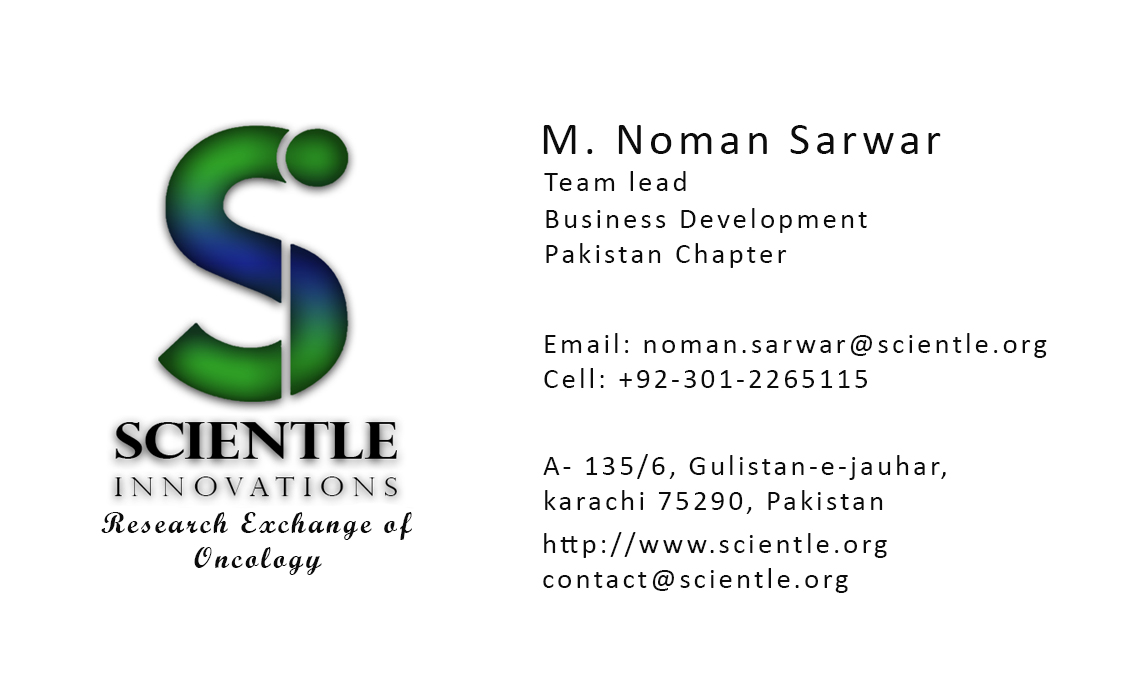 SCIENTLE
INNOVATIONS
Research Exchange of
Oncology
M. Noman Sarwar
Team lead
Business Development
Pakistan Chapter
Email: noman.sarwar@scientle.org
Cell: +92-301-2265115
A- 135/6, Gulistan-e-jauhar,
karachi 75290, Pakistan
http://www.scientle.org
contact@scientle.org